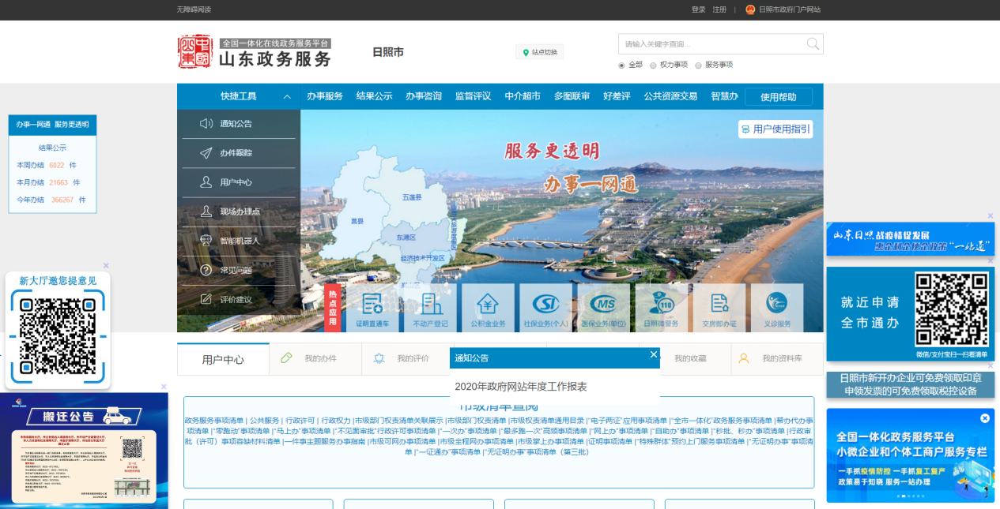 无障碍阅读
登录 注册 | 日照市政府门户网站
全国一体化在线政务服务平台
山东政务服务
日照市
站点切换
请输入关键字查询...
全部 权力事项 服务事项
快捷工具 办事服务 结果公示 办事咨询 监督评议 中介超市 多图联审 好差评 公共资源交易 智慧办 使用帮助
通知公告
办件跟踪
用户中心
现场办理点
智能机器人
常见问题
评价建议
用户使用指引
服务更透明
办事一网通
五莲县
莒县
东港区
经济技术开发区
热点应用
证明直通车 不动产登记 公积金业务 社保业务(个人) 医保业务(单位) 日照微警务 交房即办证 义诊服务
办事一网通 服务更透明
结果公示
本周办结 6022 件
本月办结 21663 件
今年办结 366267 件
新大厅邀您提意见
搬迁公告
用户中心 我的办件 我的评价 我的收藏 我的资料库
通知公告
2020年政府网站年度工作报表
市级清单查阅
政务服务事项清单 | 公共服务 | 行政许可 | 行政权力 |市级部门权责清单关联展示 |市级部门权责清单 |市级权责清单通用目录 |"电子两证"应用事项清单 |"全市一体化"政务服务事项清单 |帮办代办事
项清单 |"零跑动"事项清单 |"马上办"事项清单 |"不见面审批"行政许可事项清单 |"一次办"事项清单 |"最多跑一次"高频事项清单 |"网上办"事项清单 |"自助办"事项清单 |"秒批、秒办"事项清单 |行政审
批（许可）事项容缺材料清单 |一件事主题服务办事指南 |市级可网办事项清单 |市级全程网办事项清单 |市级掌上办事项清单 |证明事项清单 |"特殊群体"预约上门服务事项清单 |"无证明办事"事项清
单 |"一证通办"事项清单 |"无证明办事"事项清单（第三批）
山东日照战疫情促发展
惠企利企便企政策"一站通"
就近申请
全市通办
微信/支付宝扫一扫看清单
日照市新开办企业可免费领取印章
申领发票的可免费领取税控设备
全国一体化政务服务平台
小微企业和个体工商户服务专栏
一手抓疫情防控 一手抓复工复产
政策易于知晓 服务一站办理